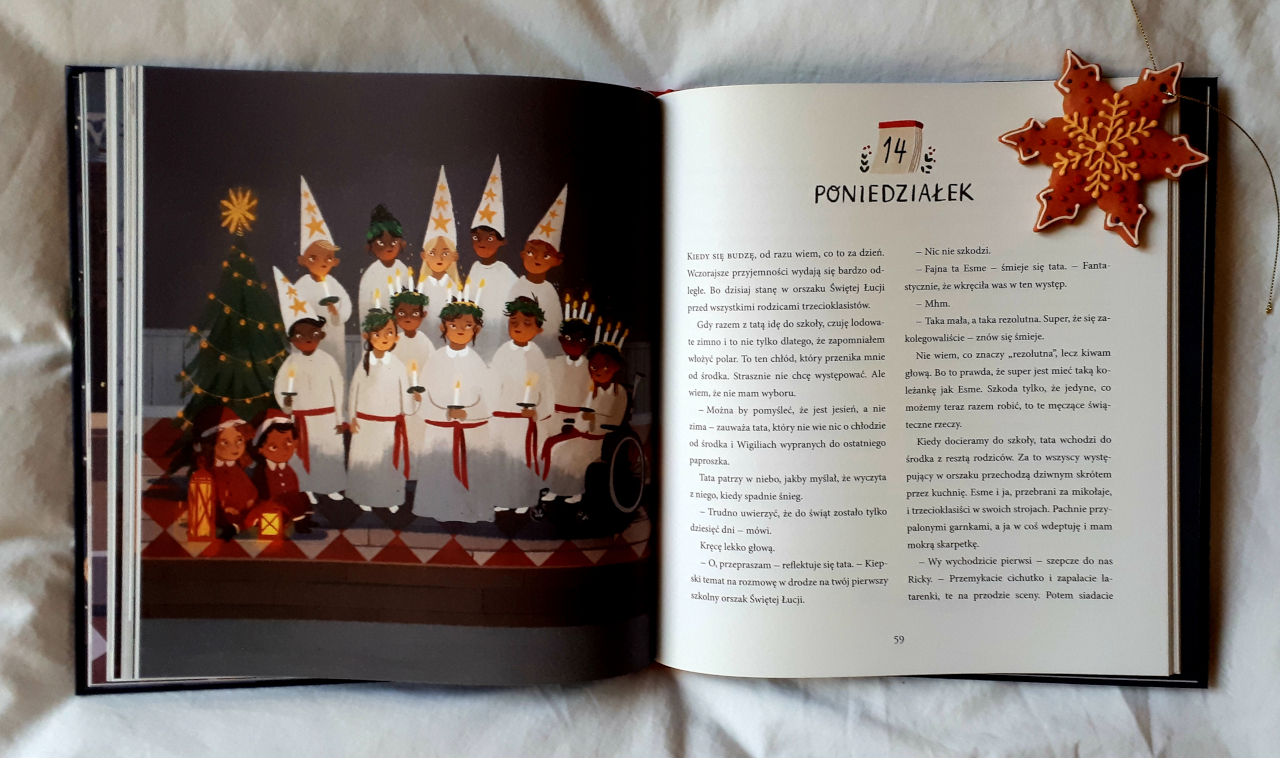 14
PONIEDZIAŁEK
Kiedy się budzę, od razu wiem, co to za dzień.
Wczorajsze przyjemności wydają się bardzo od-
ległe. Bo dzisiaj stanę w orszaku Świętej Łucji
przed wszystkimi rodzicami trzecioklasistów.
Gdy razem z tatą idę do szkoły, czuję lodowa-
te zimno i to nie tylko dlatego, że zapomniałem
włożyć polar. To ten chłód, który przenika mnie
od środka. Strasznie nie chcę występować. Ale
wiem, że nie mam wyboru.
– Można by pomyśleć, że jest jesień, a nie
zima – zauważa tata, który nie wie nic o chłodzie
od środka i Wigiliach wypranych do ostatniego
paproszka.
Tata patrzy w niebo, jakby myślał, że wyczyta
z niego, kiedy spadnie śnieg.
– Trudno uwierzyć, że do świąt zostało tylko
dziesięć dni – mówi.
Kręcę lekko głową.
– O, przepraszam – reflektuje się tata. – Kiep-
ski temat na rozmowę w drodze na twój pierwszy
szkolny orszak Świętej Łucji.
– Nic nie szkodzi.
– Fajna ta Esme – śmieje się tata. – Fanta-
stycznie, że wkręciła was w ten występ.
– Mhm.
– Taka mała, a taka rezolutna. Super, że się za-
kolegowaliście – znów się śmieje.
Nie wiem, co znaczy „rezolutna”, lecz kiwam
głową. Bo to prawda, że super jest mieć taką ko-
leżankę jak Esme. Szkoda tylko, że jedyne, co
możemy teraz razem robić, to te męczące świą-
teczne rzeczy.
Kiedy docieramy do szkoły, tata wchodzi do
środka z resztą rodziców. Za to wszyscy wystę-
pujący w orszaku przechodzą dziwnym skrótem
przez kuchnię. Esme i ja, przebrani za mikołaje,
i trzecioklasiści w swoich strojach. Pachnie przy-
palonymi garnkami, a ja w coś wdeptuję i mam
mokrą skarpetkę.
– Wy wychodzicie pierwsi – szepcze do nas
Ricky. – Przemykacie cichutko i zapalacie la-
tarenki, te na przodzie sceny. Potem siadacie
59